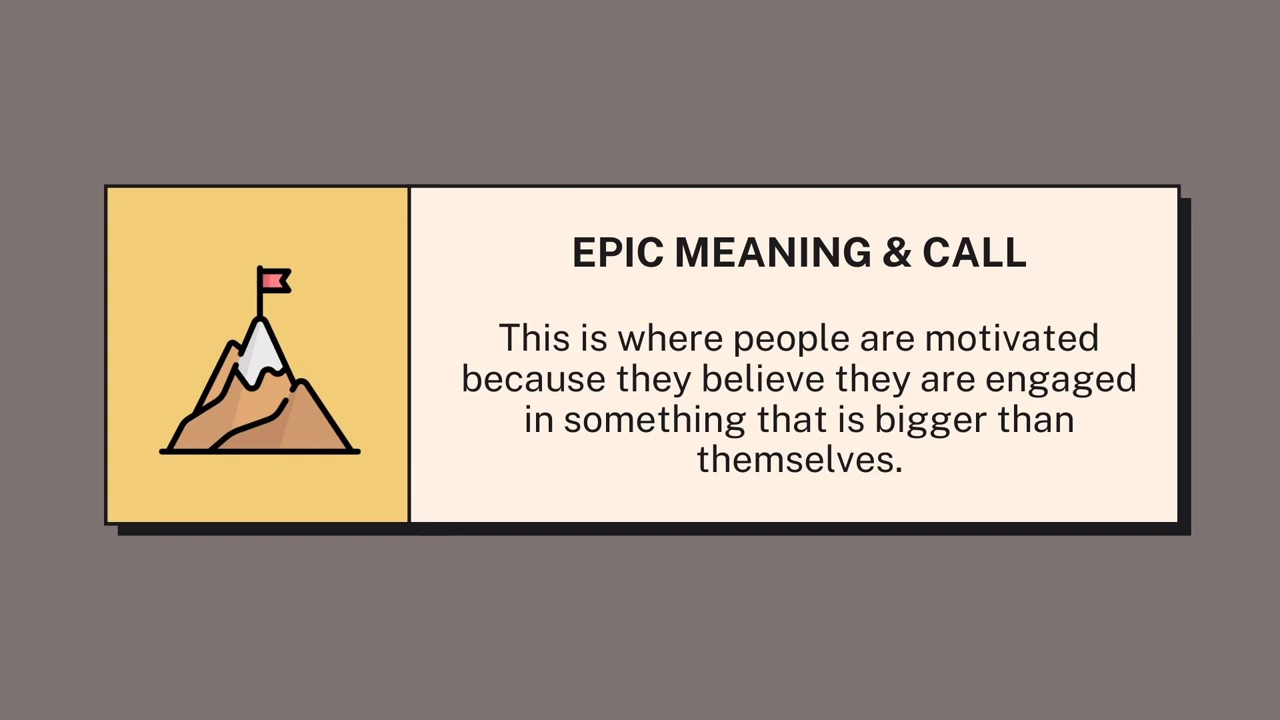 EPIC MEANING & CALL
This is where people are motivated
because they believe they are engaged
in something that is bigger than
themselves.